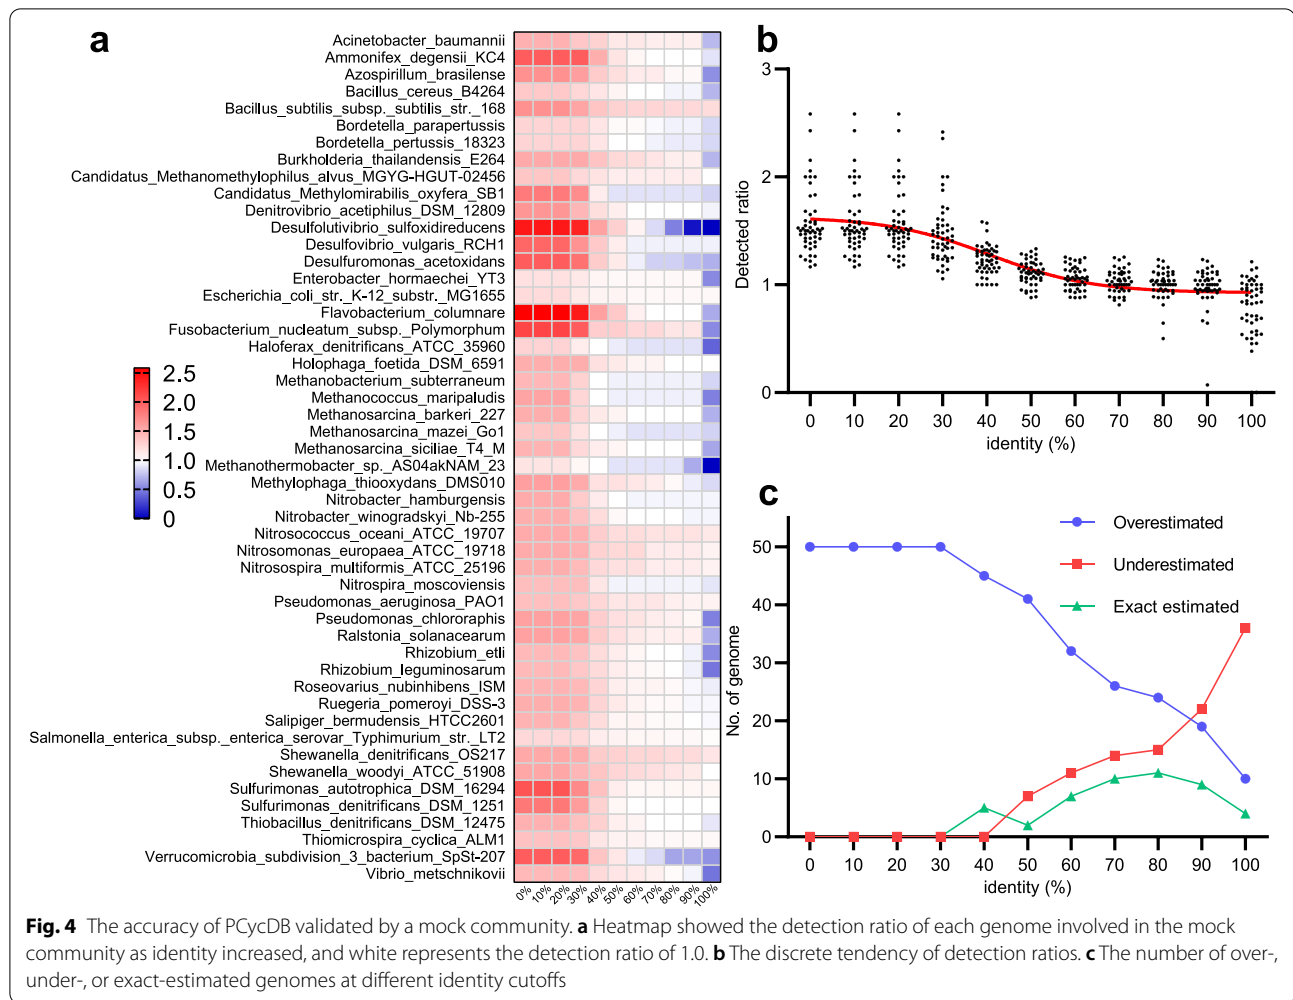 a
Acinetobacter_baumannii
Ammonifex_degensii_KC4
Azospirillum_brasilense
Bacillus_cereus_B4264
Bacillus_subtilis_subsp._subtilis_str._168
Bordetella_parapertussis
Bordetella_pertussis_18323
Burkholderia_thailandensis_E264
Candidatus_Methanomethylophilus_alvus_MGYG-HGUT-02456
Candidatus_Methylomirabilis_oxyfera_SB1
Denitrovibrio_acetiphilus_DSM_12809
Desulfolutivibrio_sulfoxidireducens
Desulfovibrio_vulgaris_RCH1
Desulfuromonas_acetoxidans
Enterobacter_hormaechei_YT3
Escherichia_coli_str._K-12_substr._MG1655
Flavobacterium_columnare
Fusobacterium_nucleatum_subsp._Polymorphum
Haloferax_denitrificans_ATCC_35960
Holophaga_foetida_DSM_6591
Methanobacterium_subterraneum
Methanococcus_maripaludis
Methanosarcina_barkeri_227
Methanosarcina_mazei_Go1
Methanosarcina_siciliae_T4_M
Methanothermobacter_sp._AS04akNAM_23
Methylophaga_thiooxydans_DMS010
Nitrobacter_hamburgensis
Nitrobacter_winogradskyi_Nb-255
Nitrosococcus_oceani_ATCC_19707
Nitrosomonas_europaea_ATCC_19718
Nitrosospira_multiformis_ATCC_25196
Nitrospira_moscoviensis
Pseudomonas_aeruginosa_PAO1
Pseudomonas_chlororaphis
Ralstonia_solanacearum
Rhizobium_etli
Rhizobium_leguminosarum
Roseovarius_nubinhibens_ISM
Ruegeria_pomeroyi_DSS-3
Salipiger_bermudensis_HTCC2601
Salmonella_enterica_subsp._enterica_serovar_Typhimurium_str._LT2
Shewanella_denitrificans_OS217
Shewanella_woodyi_ATCC_51908
Sulfurimonas_autotrophica_DSM_16294
Sulfurimonas_denitrificans_DSM_1251
Thiobacillus_denitrificans_DSM_12475
Thiomicrospira_cyclica_ALM1
Verrucomicrobia_subdivision_3_bacterium_SpSt-207
Vibrio_metschnikovii
0% 10% 20% 30% 40% 50% 60% 70% 80% 90% 100%
2.5
2.0
1.5
1.0
0.5
0
b
Detected ratio
3
2
1
0
0 10 20 30 40 50 60 70 80 90 100
identity (%)
c
No. of genome
50
40
30
20
10
0
Overestimated
Underestimated
Exact estimated
0 10 20 30 40 50 60 70 80 90 100
identity (%)
Fig. 4 The accuracy of PCycDB validated by a mock community. a Heatmap showed the detection ratio of each genome involved in the mock
community as identity increased, and white represents the detection ratio of 1.0. b The discrete tendency of detection ratios. c The number of over-,
under-, or exact-estimated genomes at different identity cutoffs